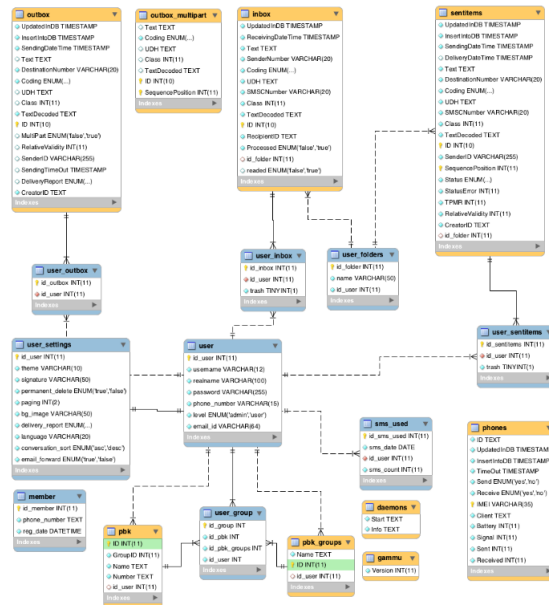 outbox
UpdatedInDB TIMESTAMP
InsertIntoDB TIMESTAMP
SendingDateTime TIMESTAMP
Text TEXT
DestinationNumber VARCHAR(20)
Coding ENUM(...)
UDH TEXT
Class INT(11)
TextDecoded TEXT
ID INT(10)
MultiPart ENUM('false','true')
RelativeValidity INT(11)
SenderID VARCHAR(255)
SendingTimeOut TIMESTAMP
DeliveryReport ENUM(...)
CreatorID TEXT
Indexes
outbox_multipart
Text TEXT
Coding ENUM(...)
UDH TEXT
Class INT(11)
TextDecoded TEXT
ID INT(10)
SequencePosition INT(11)
Indexes
inbox
UpdatedInDB TIMESTAMP
ReceivingDateTime TIMESTAMP
Text TEXT
SenderNumber VARCHAR(20)
Coding ENUM(...)
UDH TEXT
SMSCNumber VARCHAR(20)
Class INT(11)
TextDecoded TEXT
ID INT(10)
RecipientID TEXT
Processed ENUM('false','true')
id_folder INT(11)
readed ENUM('false','true')
Indexes
sentitems
UpdatedInDB TIMESTAMP
InsertIntoDB TIMESTAMP
SendingDateTime TIMESTAMP
DeliveryDateTime TIMESTAMP
Text TEXT
DestinationNumber VARCHAR(20)
Coding ENUM(...)
UDH TEXT
SMSCNumber VARCHAR(20)
Class INT(11)
TextDecoded TEXT
ID INT(10)
SenderID VARCHAR(255)
SequencePosition INT(11)
Status ENUM(...)
StatusError INT(11)
TPMR INT(11)
RelativeValidity INT(11)
CreatorID TEXT
id_folder INT(11)
Indexes
user_outbox
id_outbox INT(11)
id_user INT(11)
Indexes
user_inbox
id_inbox INT(11)
id_user INT(11)
trash TINYINT(1)
Indexes
user_folders
id_folder INT(11)
name VARCHAR(50)
id_user INT(11)
Indexes
user_settings
id_user INT(11)
theme VARCHAR(10)
signature VARCHAR(50)
permanent_delete ENUM('true','false')
paging INT(2)
bg_image VARCHAR(50)
delivery_report ENUM(...)
language VARCHAR(20)
conversation_sort ENUM('asc','desc')
email_forward ENUM('true','false')
Indexes
user
id_user INT(11)
username VARCHAR(12)
realname VARCHAR(100)
password VARCHAR(255)
phone_number VARCHAR(15)
level ENUM('admin','user')
email_id VARCHAR(64)
Indexes
user_sentitems
id_sentitems INT(11)
id_user INT(11)
trash TINYINT(1)
Indexes
sms_used
id_sms_used INT(11)
sms_date DATE
id_user INT(11)
sms_count INT(11)
Indexes
phones
ID TEXT
UpdatedInDB TIMESTAMP
InsertIntoDB TIMESTAMP
TimeOut TIMESTAMP
Send ENUM('yes','no')
Receive ENUM('yes','no')
IMEI VARCHAR(35)
Client TEXT
Battery INT(11)
Signal INT(11)
Sent INT(11)
Received INT(11)
Indexes
member
id_member INT(11)
phone_number TEXT
reg_date DATETIME
Indexes
pbk
ID INT(11)
GroupID INT(11)
Name TEXT
Number TEXT
id_user INT(11)
Indexes
user_group
id_group INT
id_pbk INT
id_pbk_groups INT
id_user INT
Indexes
pbk_groups
Name TEXT
ID INT(11)
id_user INT(11)
Indexes
daemons
Start TEXT
Info TEXT
Indexes
gammu
Version INT(11)
Indexes